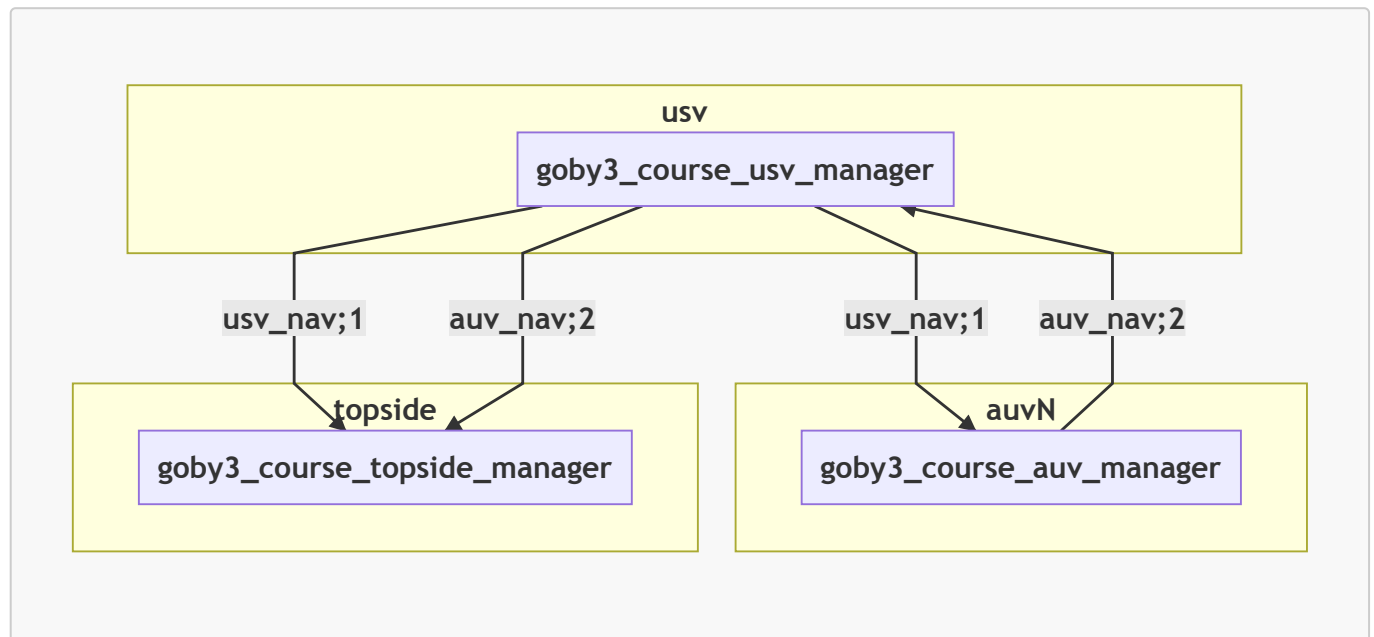 usv
goby3_course_usv_manager
usv_nav;1
auv_nav;2
usv_nav;1
auv_nav;2
topside
auvN
goby3_course_topside_manager
goby3_course_auv_manager